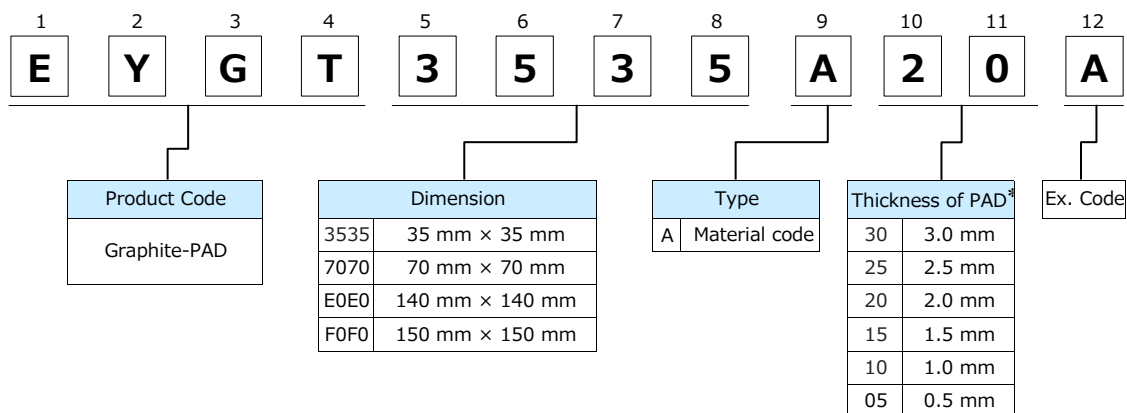 1 2 3 4 5 6 7 8 9 10 11 12
E Y G T 3 5 3 5 A 2 0 A
Product Code
Graphite-PAD
Dimension
3535 35 mm × 35 mm
7070 70 mm × 70 mm
E0E0 140 mm × 140 mm
F0F0 150 mm × 150 mm
Type
A Material code
Thickness of PAD*
30 3.0 mm
25 2.5 mm
20 2.0 mm
15 1.5 mm
10 1.0 mm
05 0.5 mm
Ex. Code